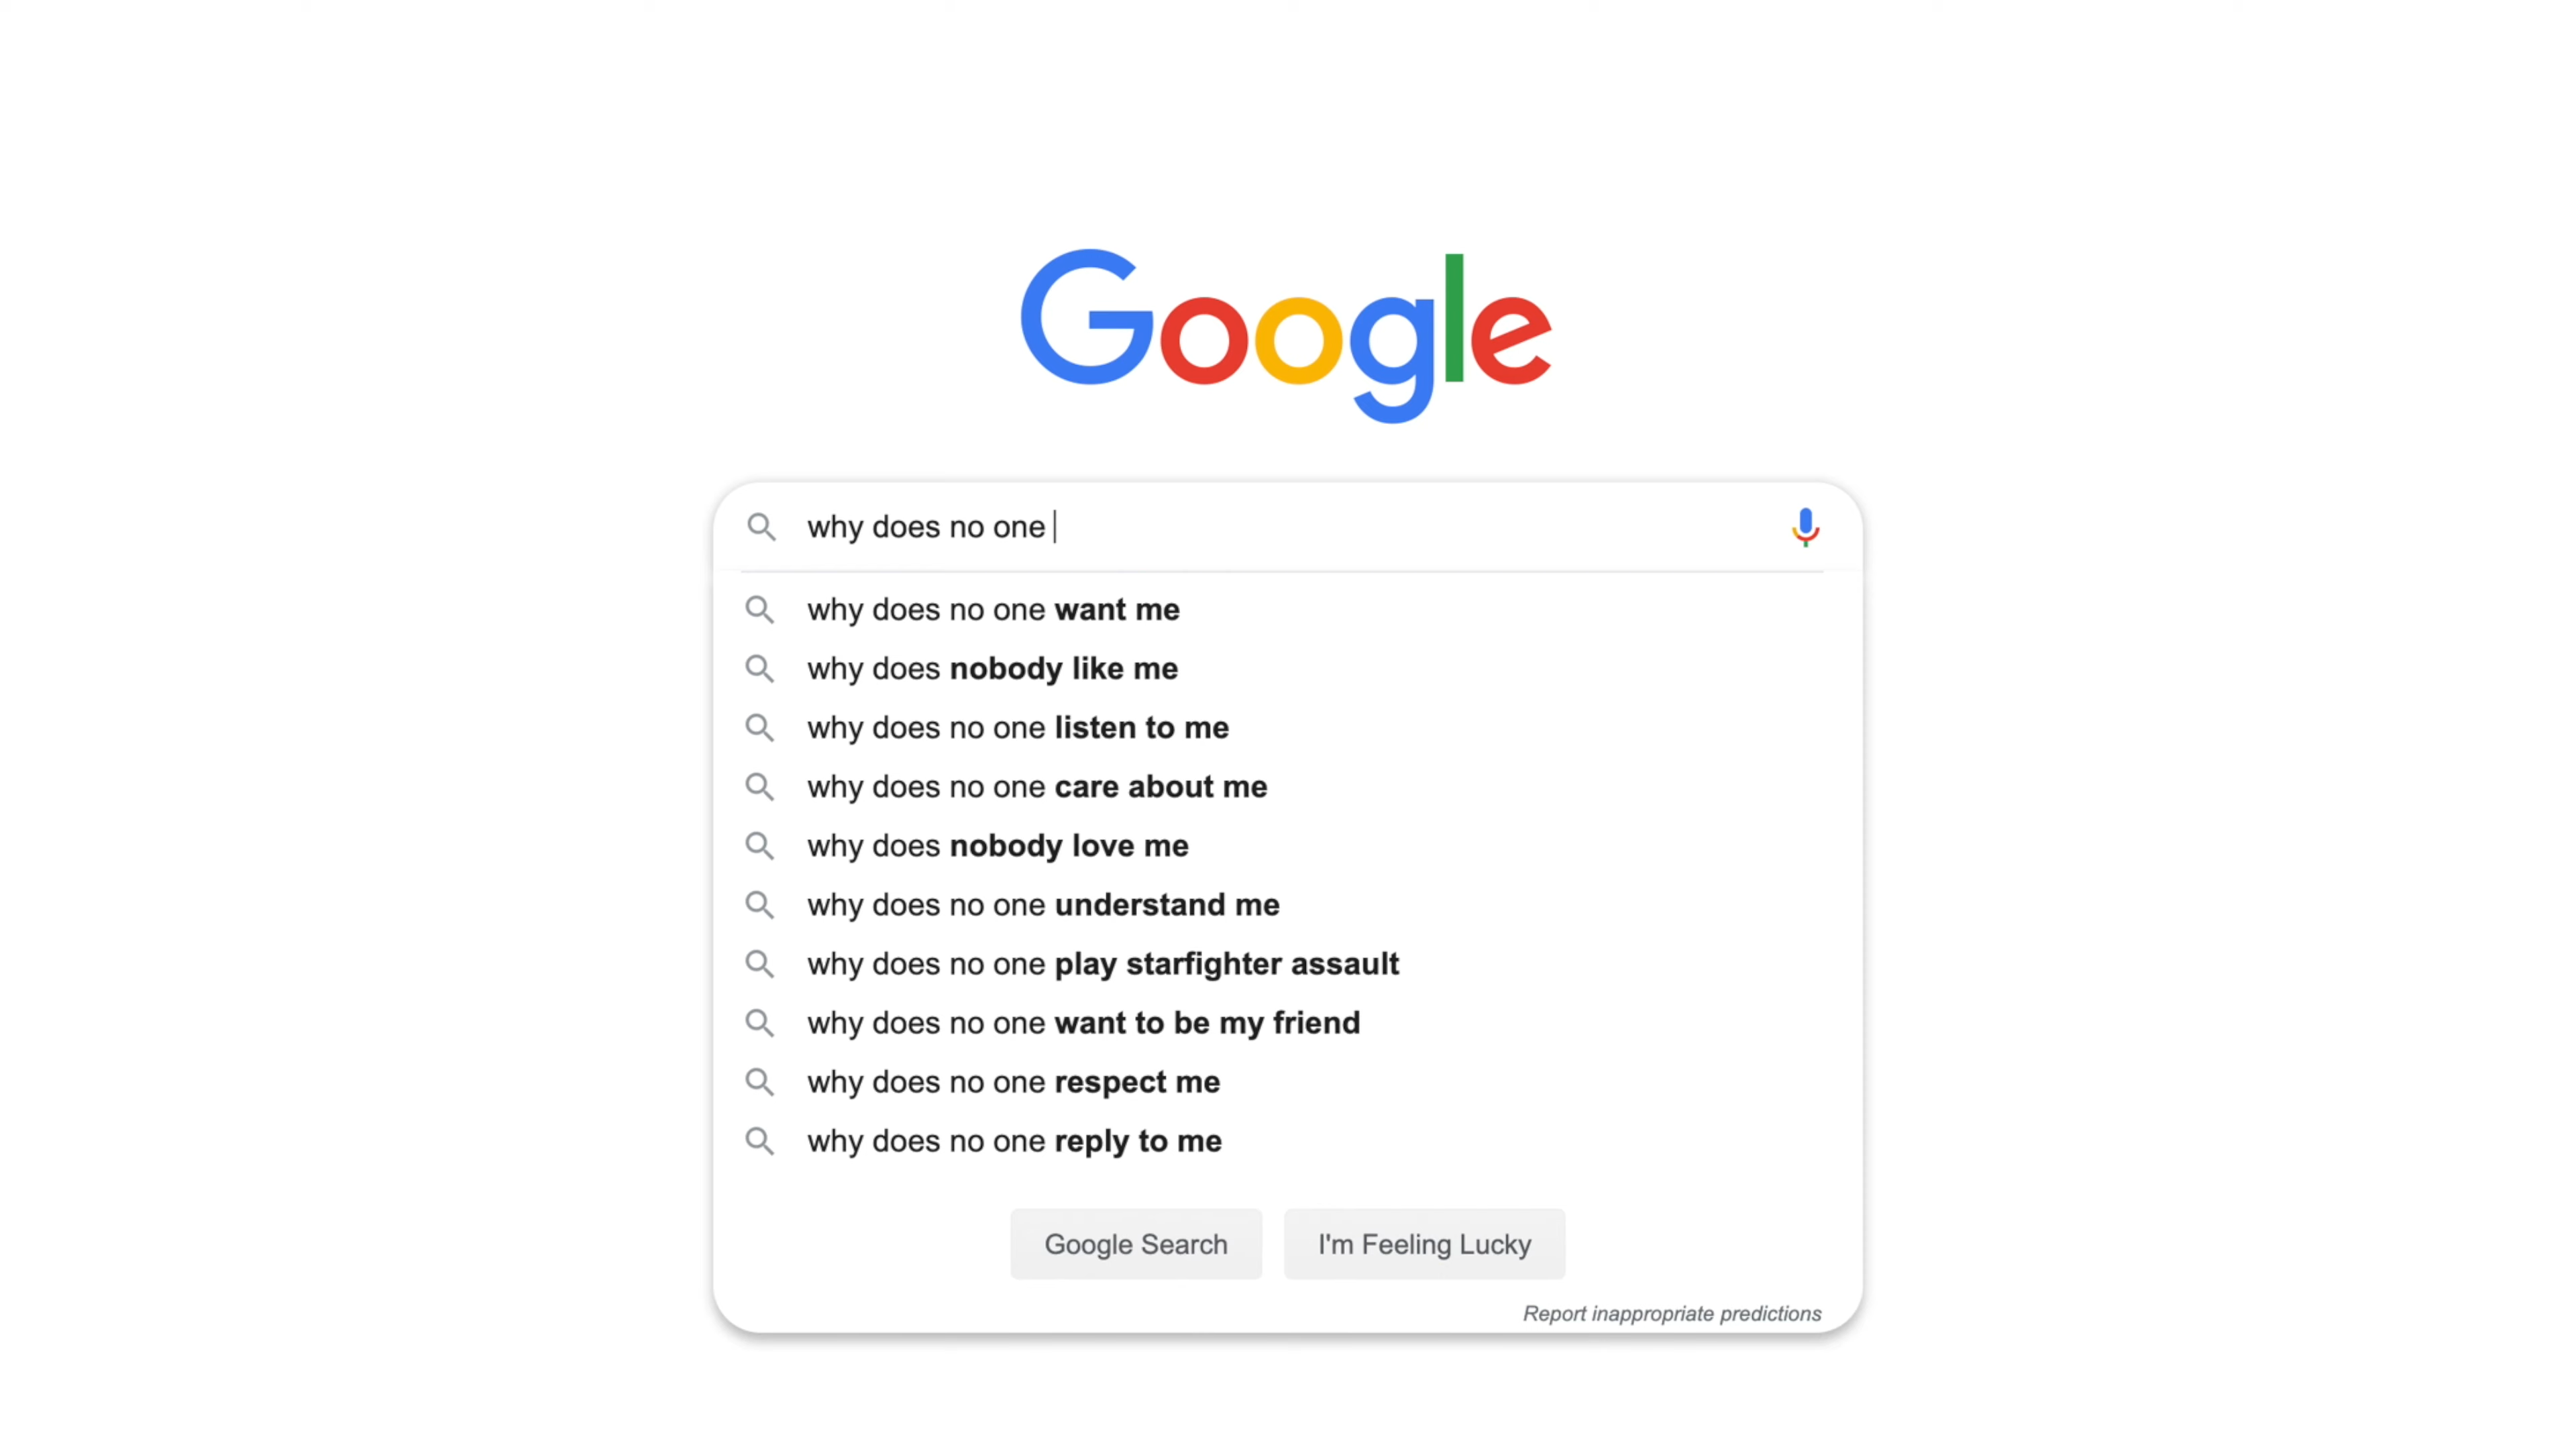 Google
why does no one
why does no one want me
why does nobody like me
why does no one listen to me
why does no one care about me
why does nobody love me
why does no one understand me
why does no one play starfighter assault
why does no one want to be my friend
why does no one respect me
why does no one reply to me
Google Search I'm Feeling Lucky
Report inappropriate predictions